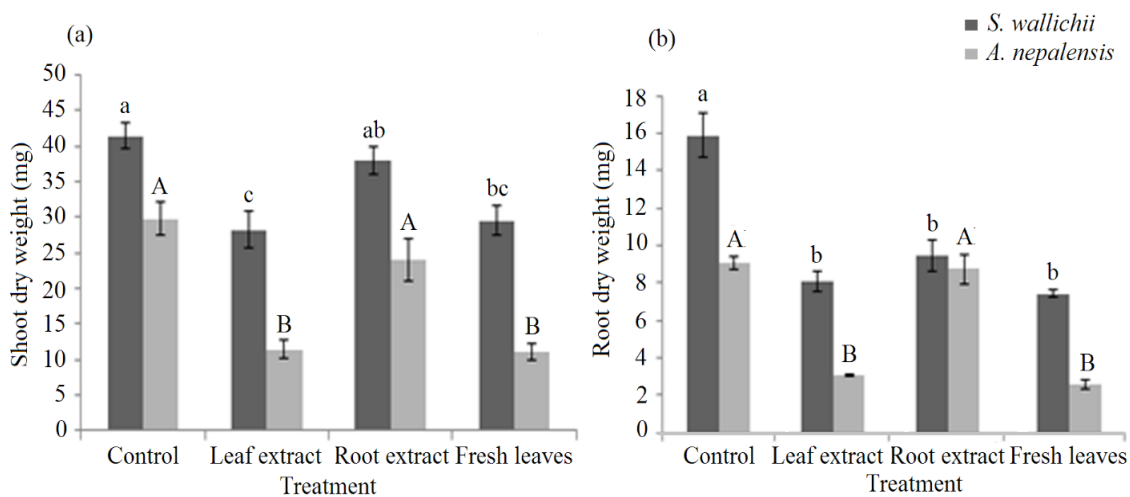 (a)
Shoot dry weight (mg)
50
45
40
35
30
25
20
15
10
5
0
a
A
c
B
ab
A
bc
B
Control Leaf extract Root extract Fresh leaves
Treatment
(b)
S. wallichii
A. nepalensis
Root dry weight (mg)
18
16
14
12
10
8
6
4
2
0
a
A
b
B
b
A
b
B
Control Leaf extract Root extract Fresh leaves
Treatment